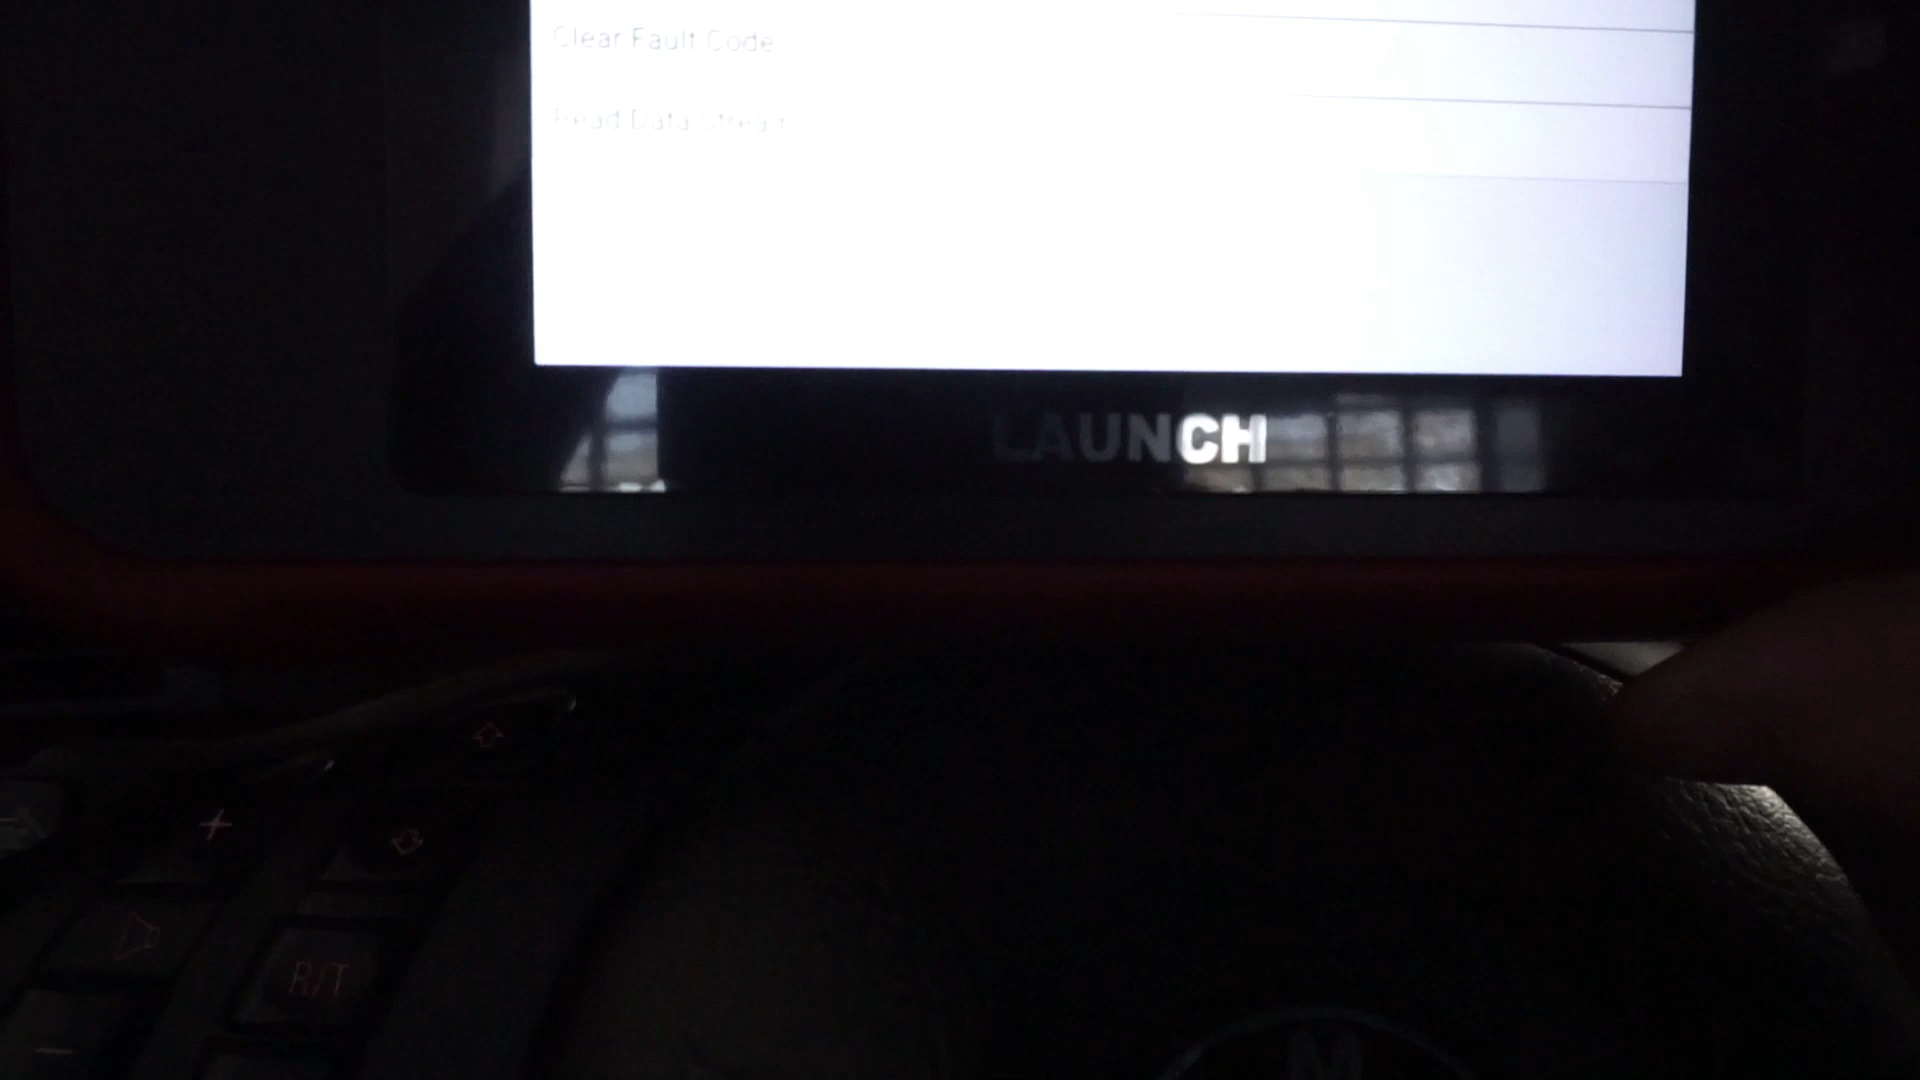 Clear Fault Code
Read Data Stream
LAUNCH
+
R/T
—
M